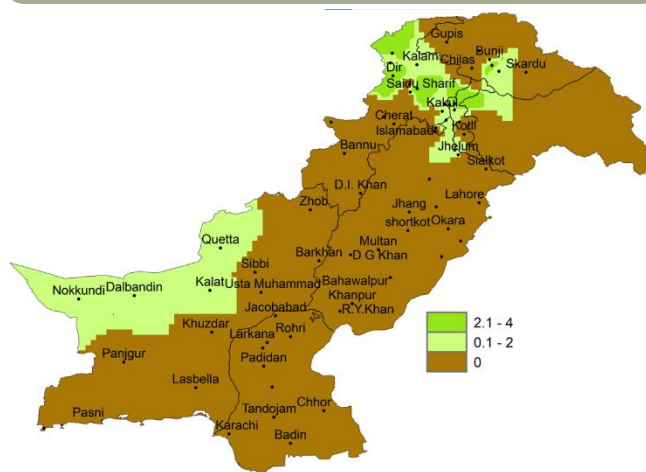 Gupis
Kalam
Bunji
Chilas
Skardu
Dir
Saidu Sharif
Kakul
Cherat
Islamabad
Kotli
Bannu
Jhelum
Sialkot
D.I. Khan
Zhob
Lahore
Jhang
shortkot
Okara
Quetta
Multan
Barkhan
D G Khan
Sibbi
Nokkundi
Dalbandin
Kalat
Usta Muhammad
Bahawalpur
Khanpur
R.Y.Khan
Jacobabad
Khuzdar
Larkana
Rohri
Panjgur
Padidan
Lasbella
Pasni
Tandojam
Chhor
Karachi
Badin
2.1 - 4
0.1 - 2
0